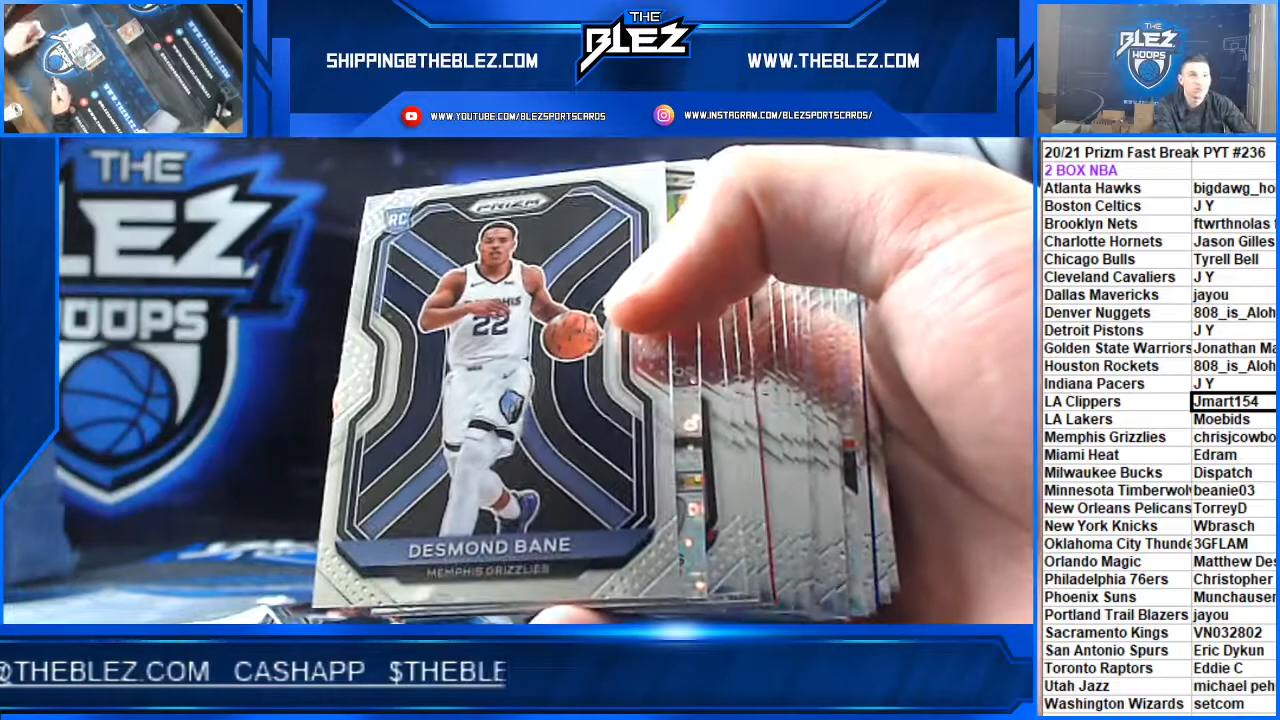 THE
BLEZ
SHIPPING@THEBLEZ.COM
WWW.THEBLEZ.COM
WWW.YOUTUBE.COM/BLEZSPORTSCARDS
WWW.INSTAGRAM.COM/BLEZSPORTSCARDS/
THE
BLEZ
HOOPS
THE
LEZ
OOPS
1
RC
PRIZM
MEMPHIS
22
DESMOND BANE
MEMPHIS GRIZZLIES
20/21 Prizm Fast Break PYT #236
2 BOX NBA
Atlanta Hawks bigdawg_ho
Boston Celtics J Y
Brooklyn Nets ftwrthnolas
Charlotte Hornets Jason Gilles
Chicago Bulls Tyrell Bell
Cleveland Cavaliers J Y
Dallas Mavericks jayou
Denver Nuggets 808_is_Aloh
Detroit Pistons J Y
Golden State Warriors Jonathan Ma
Houston Rockets 808_is_Aloh
Indiana Pacers J Y
LA Clippers Jmart154
LA Lakers Moebids
Memphis Grizzlies chrisjcowbo
Miami Heat Edram
Milwaukee Bucks Dispatch
Minnesota Timberwol beanie03
New Orleans Pelicans TorreyD
New York Knicks Wbrasch
Oklahoma City Thunde 3GFLAM
Orlando Magic Matthew Des
Philadelphia 76ers Christopher
Phoenix Suns Munchauser
Portland Trail Blazers jayou
Sacramento Kings VN032802
San Antonio Spurs Eric Dykun
Toronto Raptors Eddie C
Utah Jazz michael peh
Washington Wizards setcom
@THEBLEZ.COM CASHAPP $THEBLE